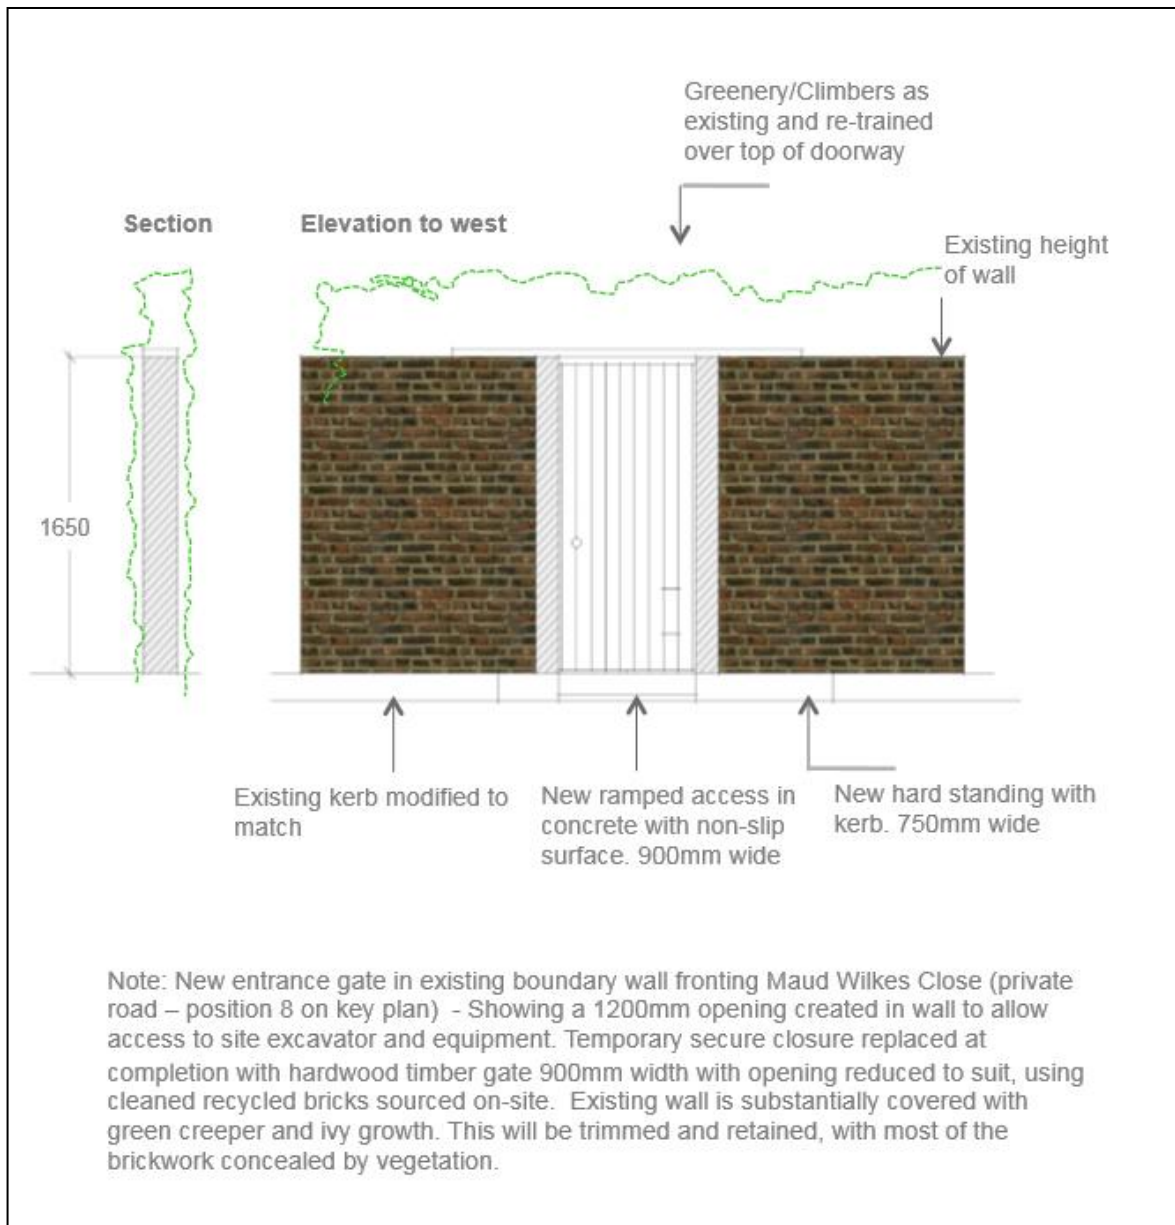 Greenery/Climbers as
existing and re-trained
over top of doorway
Section
Elevation to west
Existing height
of wall
1650
Existing kerb modified to
match
New ramped access in
concrete with non-slip
surface. 900mm wide
New hard standing with
kerb. 750mm wide
Note: New entrance gate in existing boundary wall fronting Maud Wilkes Close (private
road – position 8 on key plan)  - Showing a 1200mm opening created in wall to allow
access to site excavator and equipment. Temporary secure closure replaced at
completion with hardwood timber gate 900mm width with opening reduced to suit, using
cleaned recycled bricks sourced on-site.  Existing wall is substantially covered with
green creeper and ivy growth. This will be trimmed and retained, with most of the
brickwork concealed by vegetation.